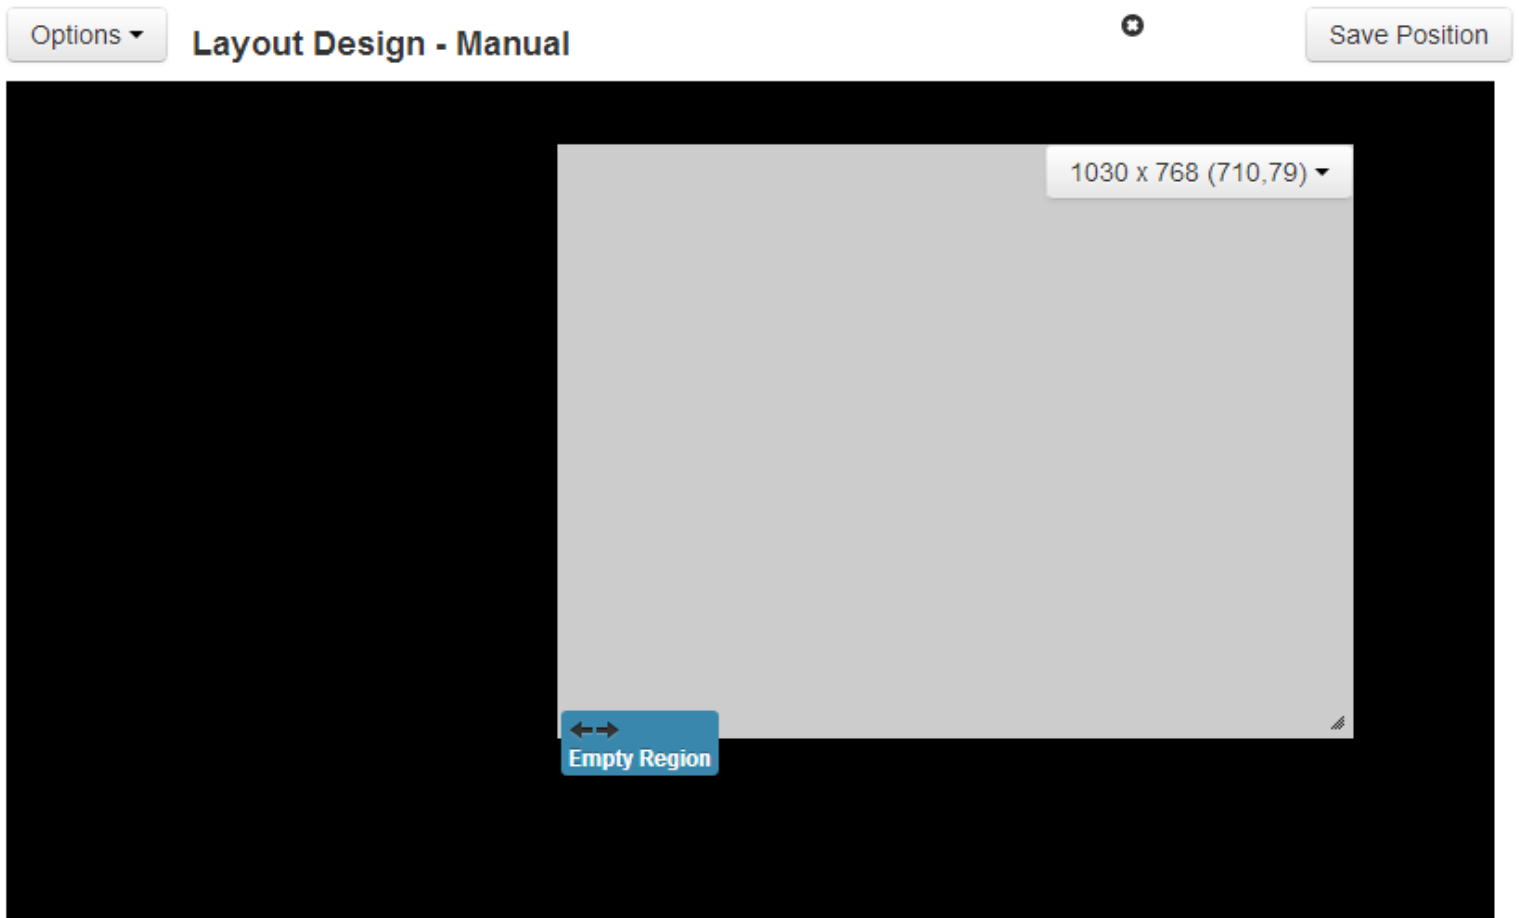 Options
Layout Design - Manual
Save Position
1030 x 768 (710,79)
Empty Region